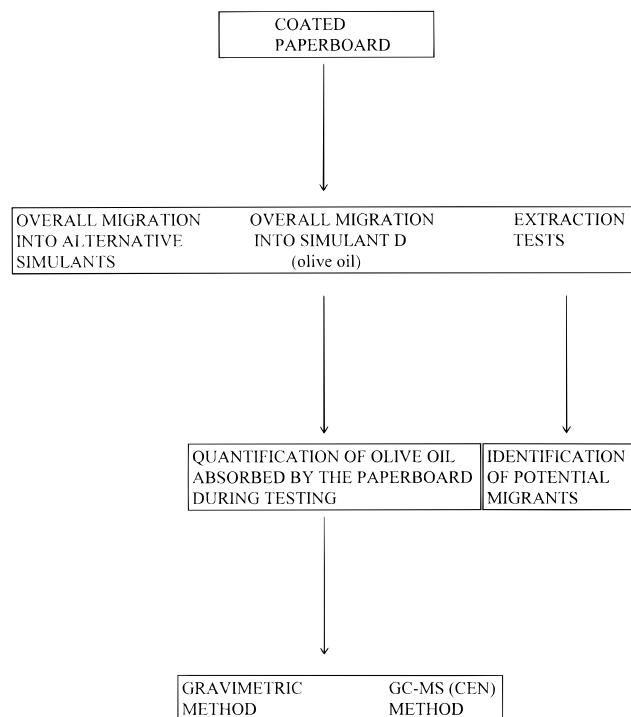 COATED
PAPERBOARD
OVERALL MIGRATION
INTO ALTERNATIVE
SIMULANTS
OVERALL MIGRATION
INTO SIMULANT D
(olive oil)
EXTRACTION
TESTS
QUANTIFICATION OF OLIVE OIL
ABSORBED BY THE PAPERBOARD
DURING TESTING
IDENTIFICATION
OF POTENTIAL
MIGRANTS
GRAVIMETRIC
METHOD
GC-MS (CEN)
METHOD